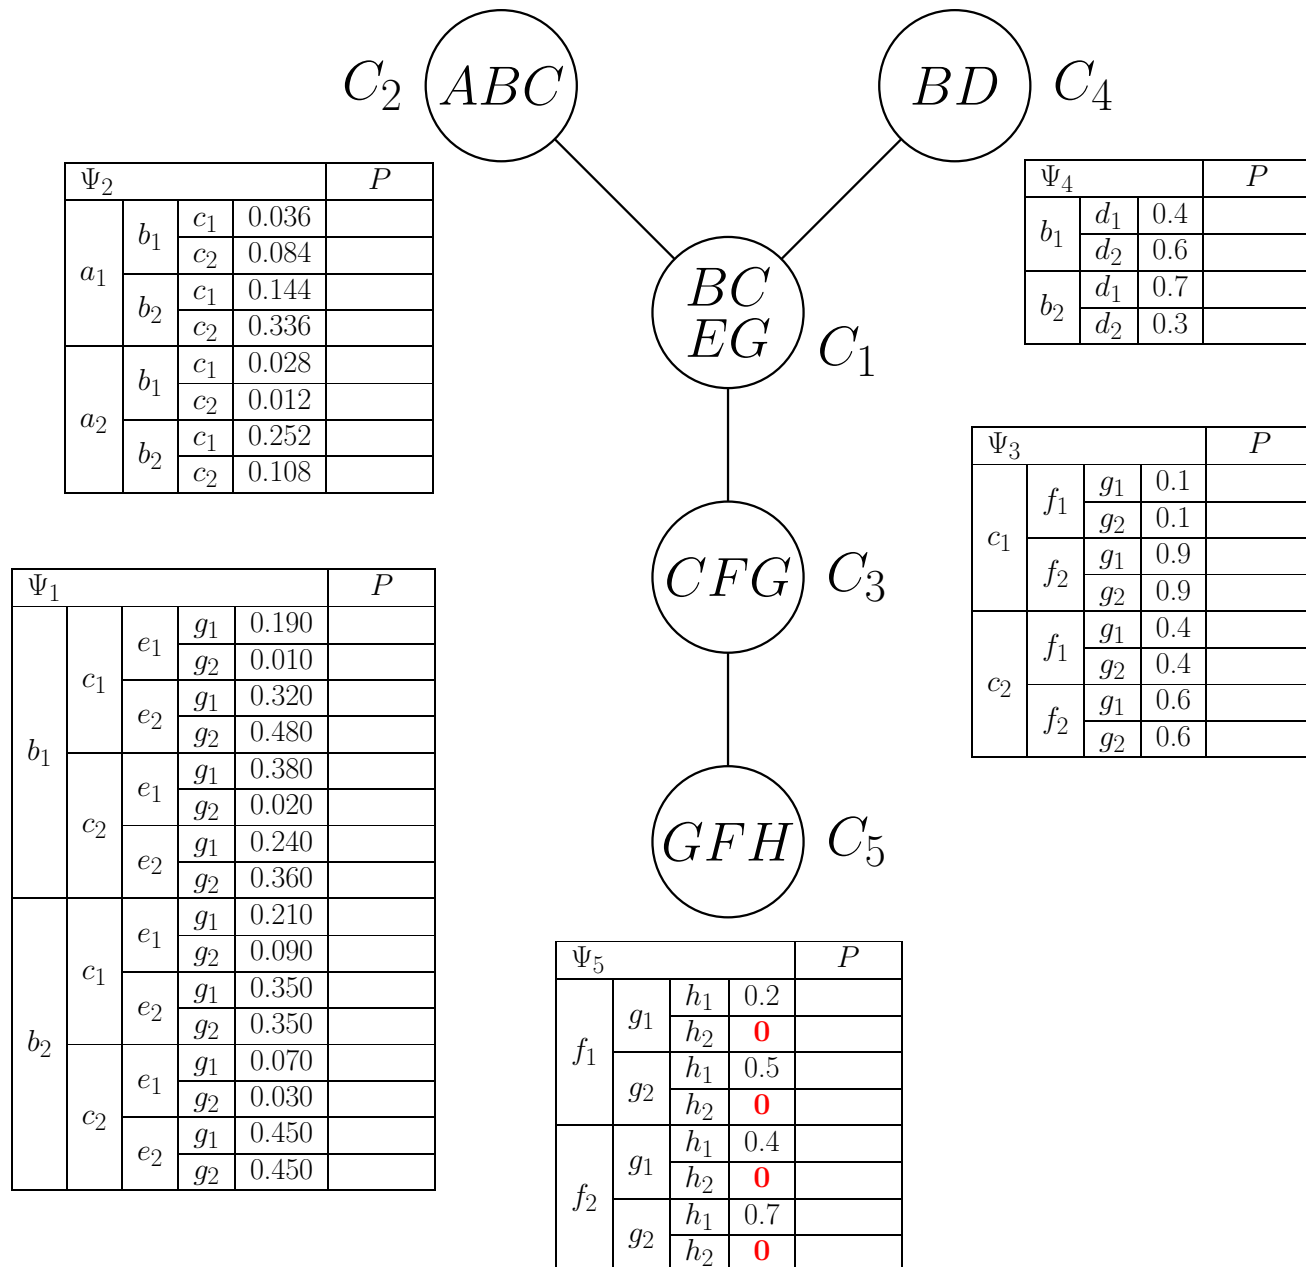 C₂ ABC
BD C₄
BC
EG C₁
CFG C₃
GFH C₅
Ψ₂ P
a₁ b₁ c₁ 0.036
c₂ 0.084
b₂ c₁ 0.144
c₂ 0.336
a₂ b₁ c₁ 0.028
c₂ 0.012
b₂ c₁ 0.252
c₂ 0.108
Ψ₄ P
b₁ d₁ 0.4
d₂ 0.6
b₂ d₁ 0.7
d₂ 0.3
Ψ₃ P
c₁ f₁ g₁ 0.1
g₂ 0.1
f₂ g₁ 0.9
g₂ 0.9
c₂ f₁ g₁ 0.4
g₂ 0.4
f₂ g₁ 0.6
g₂ 0.6
Ψ₁ P
b₁ c₁ e₁ g₁ 0.190
g₂ 0.010
e₂ g₁ 0.320
g₂ 0.480
c₂ e₁ g₁ 0.380
g₂ 0.020
e₂ g₁ 0.240
g₂ 0.360
b₂ c₁ e₁ g₁ 0.210
g₂ 0.090
e₂ g₁ 0.350
g₂ 0.350
c₂ e₁ g₁ 0.070
g₂ 0.030
e₂ g₁ 0.450
g₂ 0.450
Ψ₅ P
f₁ g₁ h₁ 0.2
h₂ 0
g₂ h₁ 0.5
h₂ 0
f₂ g₁ h₁ 0.4
h₂ 0
g₂ h₁ 0.7
h₂ 0